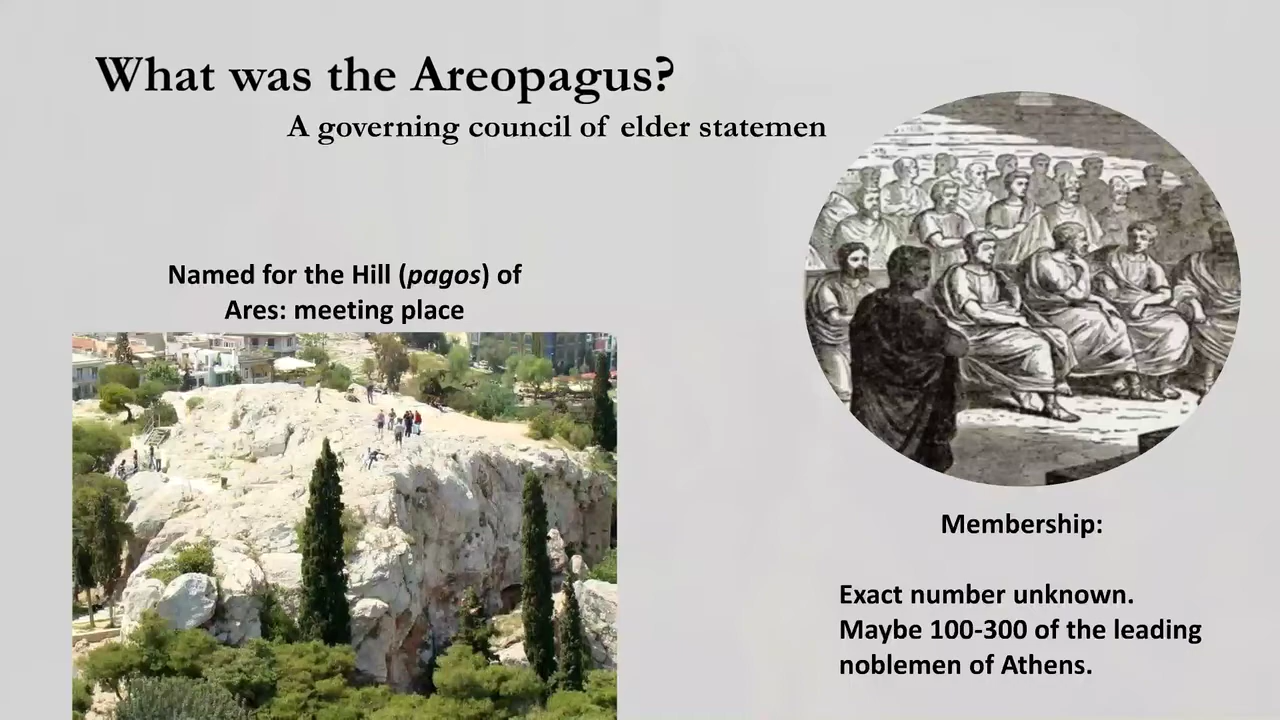 What was the Areopagus?
A governing council of elder statemen
Named for the Hill (pagos) of
Ares: meeting place
Membership:
Exact number unknown.
Maybe 100-300 of the leading
noblemen of Athens.